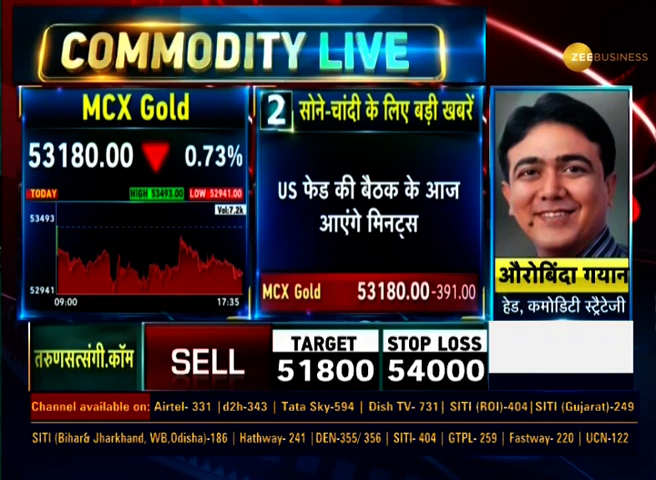 COMMODITY LIVE
ZEEBUSINESS
MCX Gold
53180.00 0.73%
TODAY HIGH 53493.00 LOW 52941.00
Vol:7.2k
53493
52941
09:00 17:35
2 सोने-चांदी के लिए बड़ी खबरें
US फेड की बैठक के आज
आएंगे मिनट्स
MCX Gold 53180.00 -391.00
औरोबिंदा गयान
हेड, कमोडिटी स्ट्रैटेजी
तरुणसत्संगी.कॉम
SELL
TARGET
51800
STOP LOSS
54000
Channel available on: Airtel- 331 | d2h-343 | Tata Sky-594 | Dish TV- 731 | SITI (ROI)-404 | SITI (Gujarat)-249
SITI (Bihar& Jharkhand, WB,Odisha)-186 | Hathway- 241 | DEN-355/ 356 | SITI- 404 | GTPL- 259 | Fastway- 220 | UCN-122